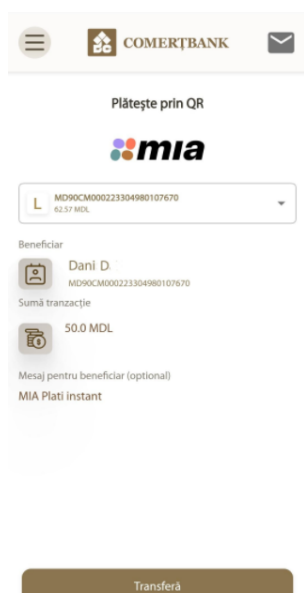 COMERȚBANK
Plătește prin QR
mia
L
MD90CM000223304980107670
62.57 MDL
Beneficiar
Dani D.
MD90CM000223304980107670
Sumă tranzacție
50.0 MDL
Mesaj pentru beneficiar (optional)
MIA Plati instant
Transferă